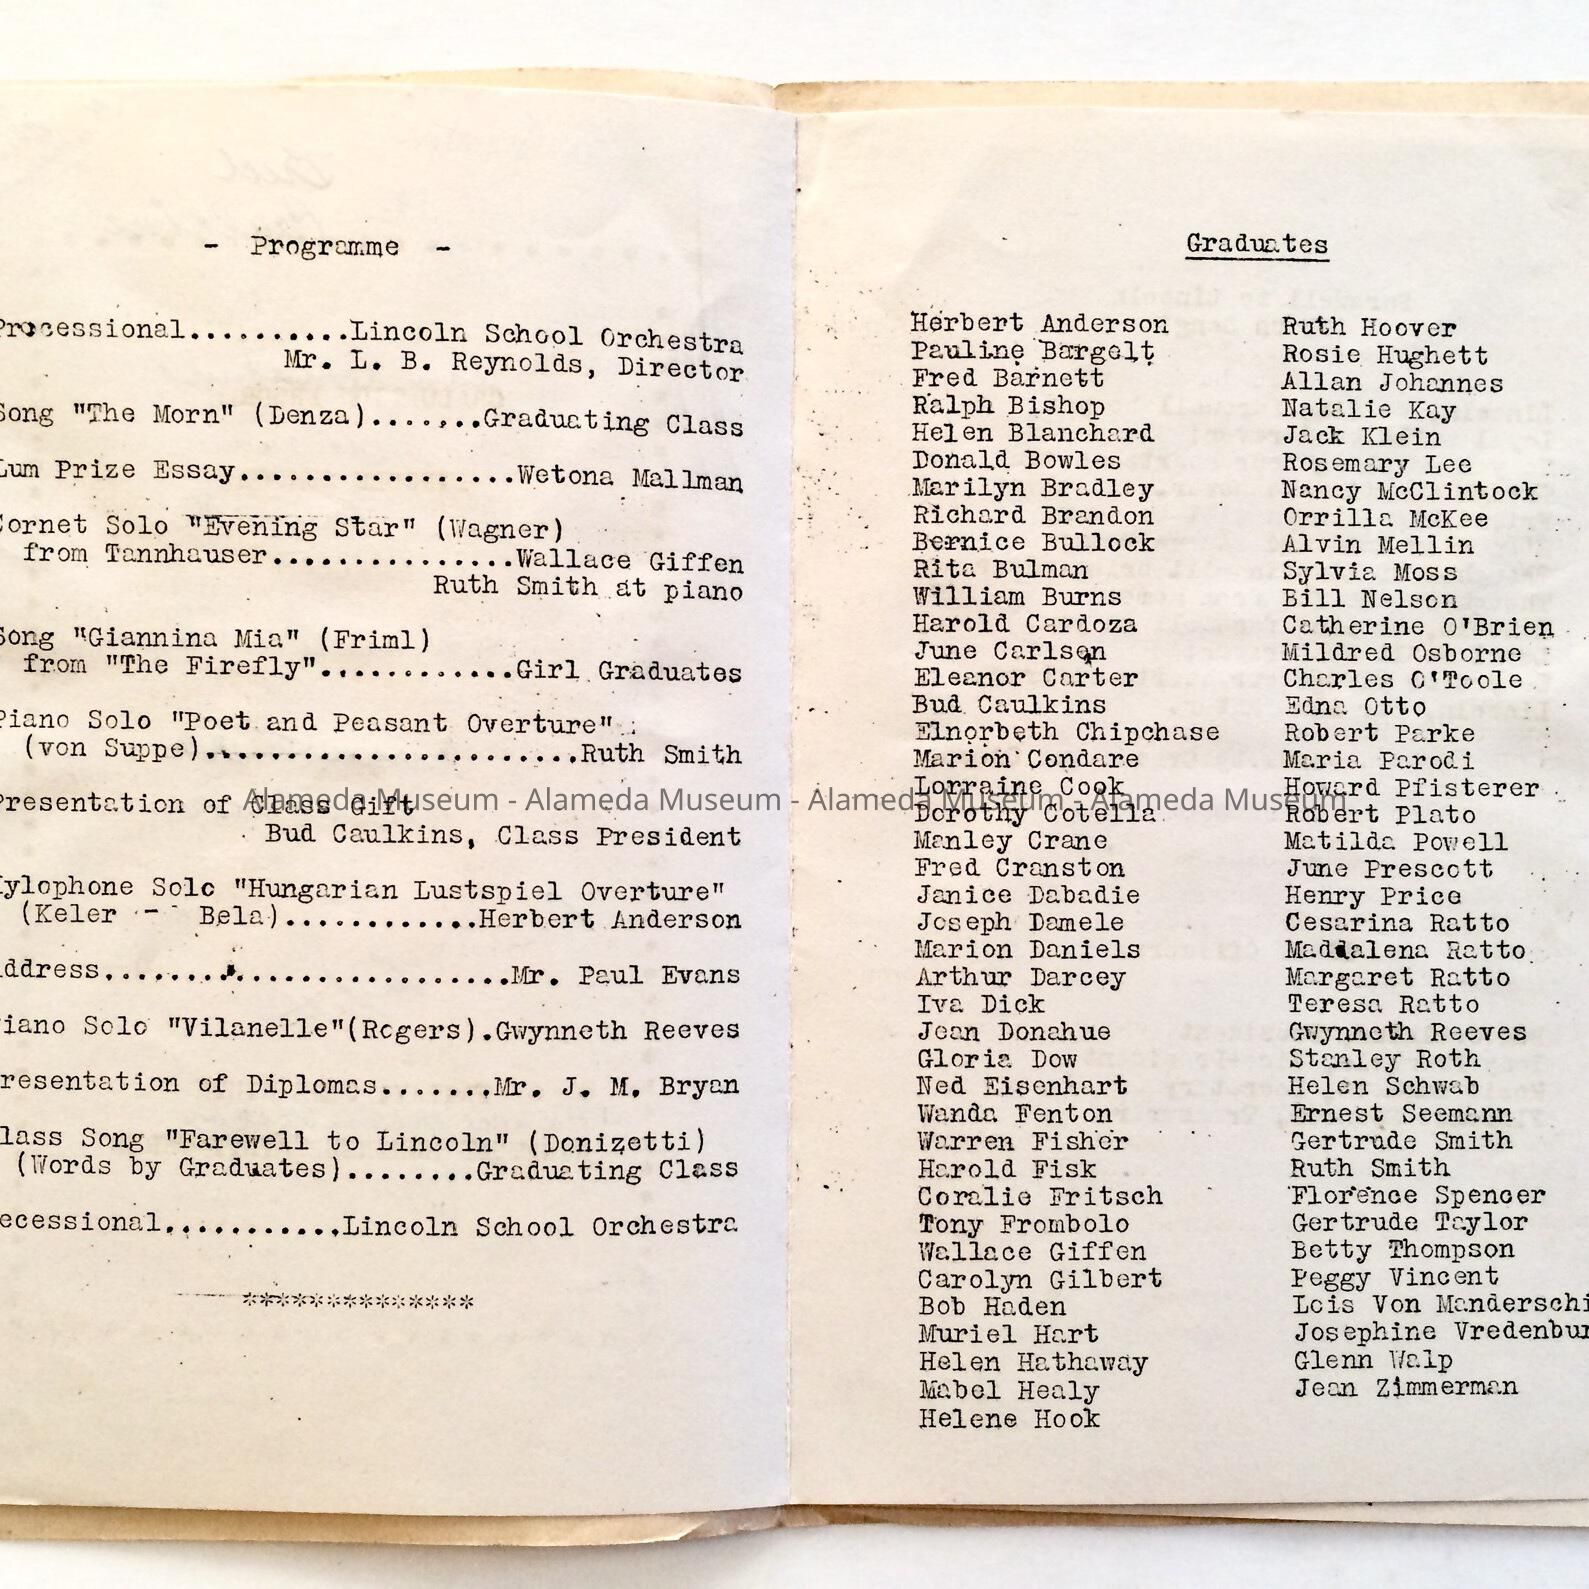 - Programme -
Processional..........Lincoln School Orchestra
Mr. L. B. Reynolds, Director
Song "The Morn" (Denza).......Graduating Class
Lum Prize Essay.................Wetona Mallman
Cornet Solo "Evening Star" (Wagner)
from Tannhauser...............Wallace Giffen
Ruth Smith at piano
Song "Giannina Mia" (Friml)
from "The Firefly"............Girl Graduates
Piano Solo "Poet and Peasant Overture"
(von Suppe).......................Ruth Smith
Presentation of Class Gift
Bud Caulkins, Class President
ylophone Solo "Hungarian Lustspiel Overture"
(Keler - Bela)............Herbert Anderson
ddress........................Mr. Paul Evans
iano Solo "Vilanelle"(Rogers).Gwynneth Reeves
resentation of Diplomas.......Mr. J. M. Bryan
lass Song "Farewell to Lincoln" (Donizetti)
(Words by Graduates)........Graduating Class
ecessional...........Lincoln School Orchestra
**************
Graduates
Herbert Anderson
Pauline Bargelt
Fred Barnett
Ralph Bishop
Helen Blanchard
Donald Bowles
Marilyn Bradley
Richard Brandon
Bernice Bullock
Rita Bulman
William Burns
Harold Cardoza
June Carlsen
Eleanor Carter
Bud Caulkins
Elnorbeth Chipchase
Marion Condare
Lorraine Cook
Dorothy Cotella
Manley Crane
Fred Cranston
Janice Dabadie
Joseph Damele
Marion Daniels
Arthur Darcey
Iva Dick
Jean Donahue
Gloria Dow
Ned Eisenhart
Wanda Fenton
Warren Fisher
Harold Fisk
Coralie Fritsch
Tony Frombolo
Wallace Giffen
Carolyn Gilbert
Bob Haden
Muriel Hart
Helen Hathaway
Mabel Healy
Helene Hook
Ruth Hoover
Rosie Hughett
Allan Johannes
Natalie Kay
Jack Klein
Rosemary Lee
Nancy McClintock
Orrilla McKee
Alvin Mellin
Sylvia Moss
Bill Nelson
Catherine O'Brien
Mildred Osborne
Charles O'Toole
Edna Otto
Robert Parke
Maria Parodi
Howard Pfisterer
Robert Plato
Matilda Powell
June Prescott
Henry Price
Cesarina Ratto
Maddalena Ratto
Margaret Ratto
Teresa Ratto
Gwynneth Reeves
Stanley Roth
Helen Schwab
Ernest Seemann
Gertrude Smith
Ruth Smith
Florence Spencer
Gertrude Taylor
Betty Thompson
Peggy Vincent
Lois Von Manderschi
Josephine Vredenbur
Glenn Walp
Jean Zimmerman
Alameda Museum - Alameda Museum - Alameda Museum - Alameda Museum